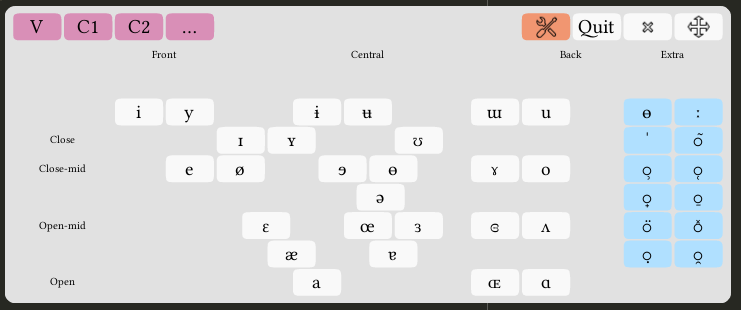 V C1 C2 ... Quit
Front Central Back Extra
i y ɨ ʉ ɯ u ɵ :
Close ɪ ʏ ʊ ˈ õ
Close-mid e ø ɘ ɵ ɤ o o̹ o̜
ə o̟ o̠
Open-mid ɛ œ ɜ ɞ ʌ ö ǒ
æ ɐ ọ o̯
Open a ɶ ɑ